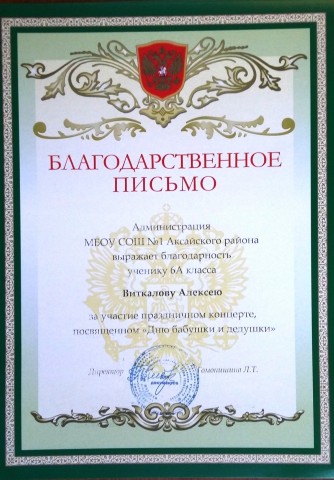 БЛАГОДАРСТВЕННОЕ
ПИСЬМО
Администрация
МБОУ СОШ №1 Аксайского района
выражает благодарность
ученику 6А класса
Виткалову Алексею
за участие праздничном концерте,
посвященном «Дню бабушки и дедушки»
Директор Л.Т.